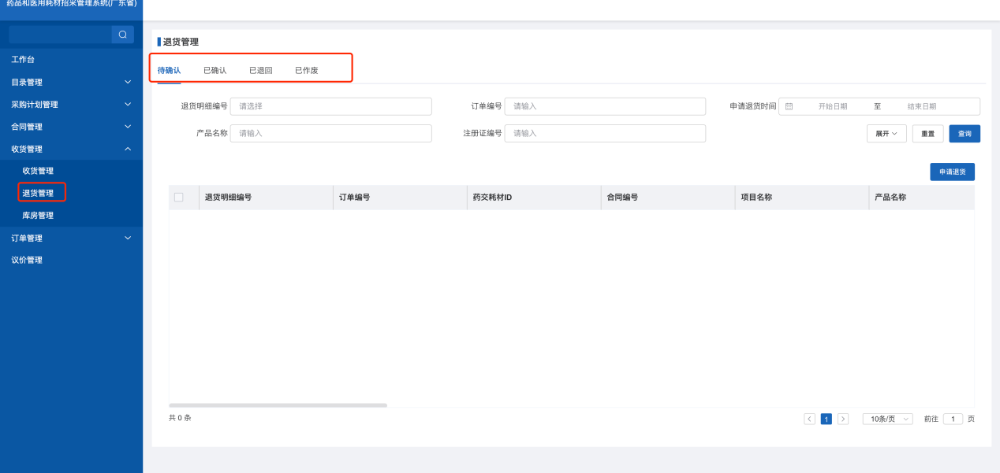 药品和医用耗材招采管理系统(广东省)
工作台
目录管理
采购计划管理
合同管理
收货管理
收货管理
退货管理
库房管理
订单管理
议价管理
退货管理
待确认 已确认 已退回 已作废
退货明细编号 请选择 订单编号 请输入 申请退货时间 开始日期 至 结束日期
产品名称 请输入 注册证编号 请输入 展开 重置 查询
申请退货
退货明细编号 订单编号 药交耗材ID 合同编号 项目名称 产品名称
共 0 条 1 10条/页 前往 1 页